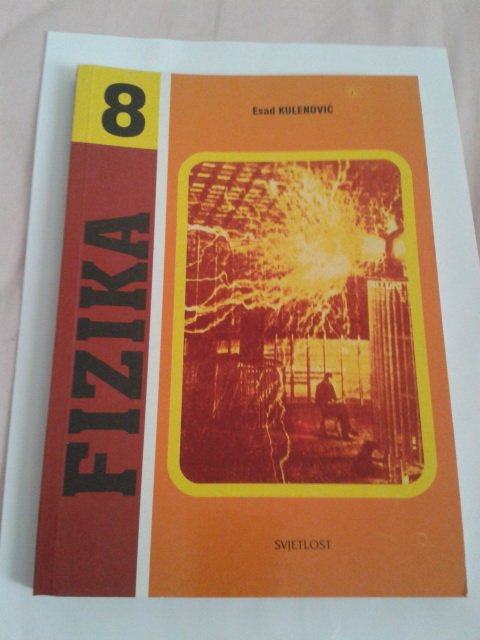 8
Esad KULENOVIĆ
FIZIKA
SVJETLOST